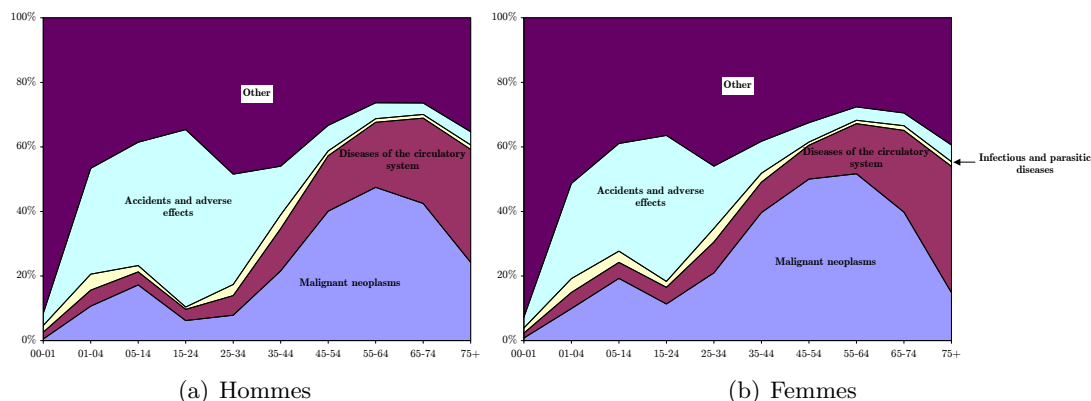 100%
80%
60%
40%
20%
0%
00-01 01-04 05-14 15-24 25-34 35-44 45-54 55-64 65-74 75+
Other
Accidents and adverse
effects
Diseases of the circulatory
system
Malignant neoplasms
(a) Hommes
100%
80%
60%
40%
20%
0%
00-01 01-04 05-14 15-24 25-34 35-44 45-54 55-64 65-74 75+
Other
Accidents and adverse
effects
Diseases of the circulatory
system
Malignant neoplasms
Infectious and parasitic
diseases
(b) Femmes